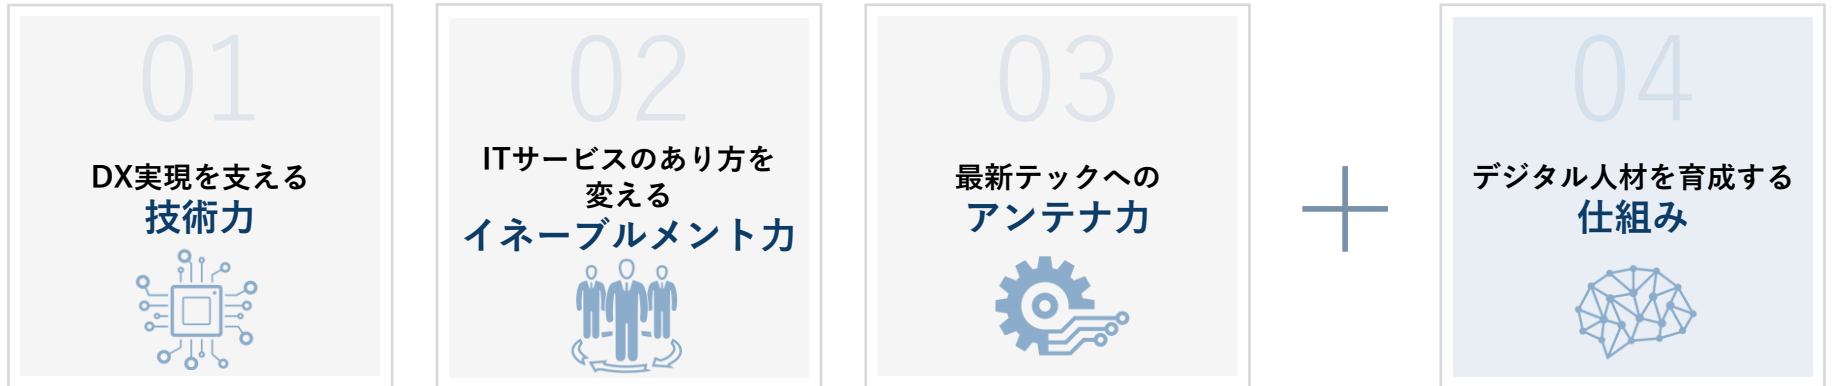 01
DX実現を支える
技術力
02
ITサービスのあり方を
変える
イネーブルメント力
03
最新テックへの
アンテナ力
04
デジタル人材を育成する
仕組み